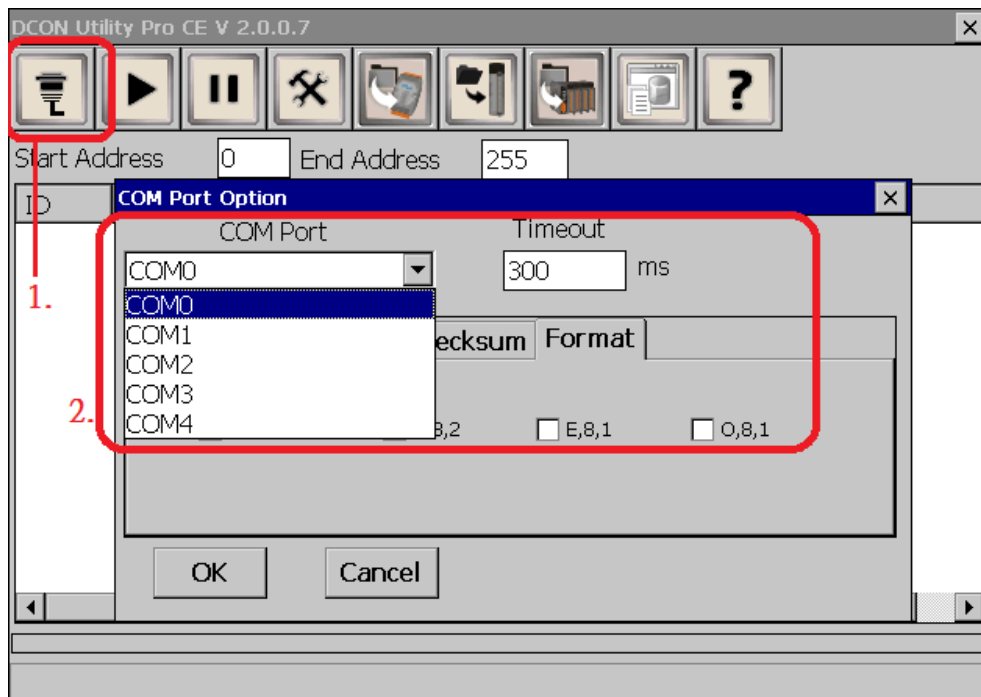 DCON Utility Pro CE V 2.0.0.7
?
Start Address 0 End Address 255
ID
COM Port Option
COM Port Timeout
COM0 300 ms
1.
COM0
COM1
ecksum Format
COM2
COM3
2.
COM4
3,2 E,8,1 O,8,1
OK Cancel